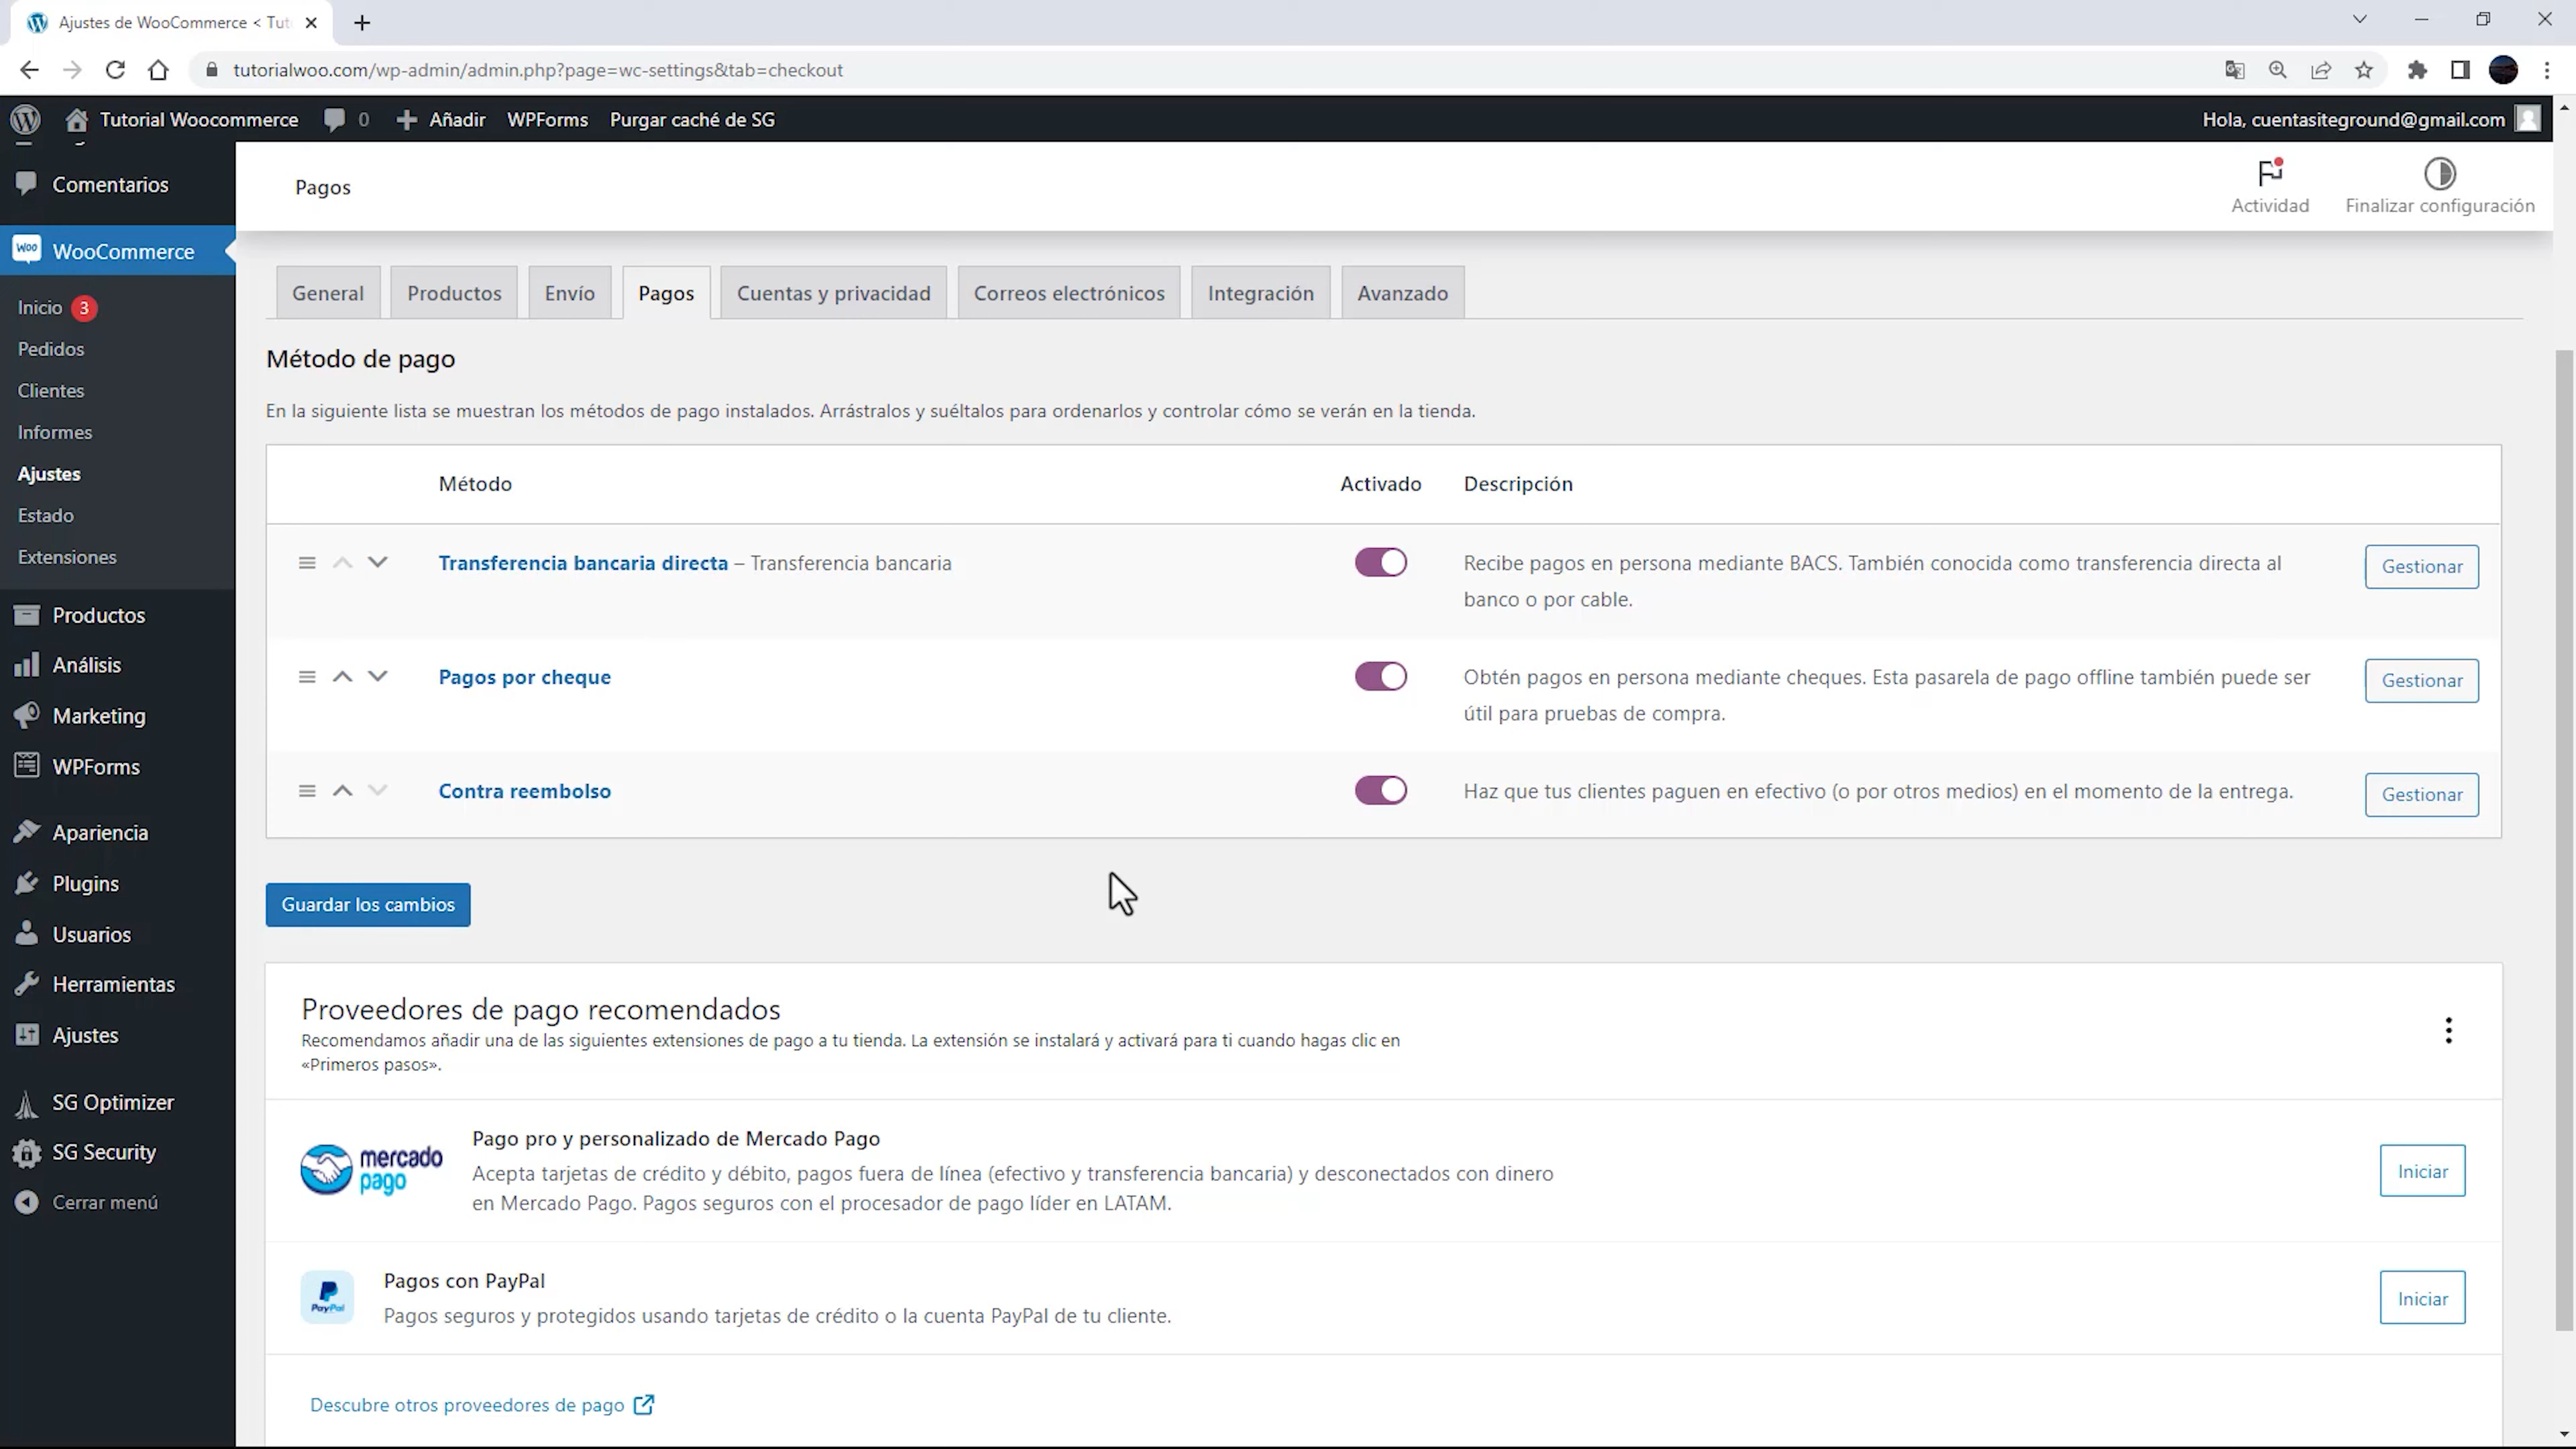 Ajustes de WooCommerce < Tut
tutorialwoo.com/wp-admin/admin.php?page=wc-settings&tab=checkout
Tutorial Woocommerce
0
Añadir
WPForms
Purgar caché de SG
Hola, cuentasiteground@gmail.com
Comentarios
WooCommerce
Inicio 3
Pedidos
Clientes
Informes
Ajustes
Estado
Extensiones
Productos
Análisis
Marketing
WPForms
Apariencia
Plugins
Usuarios
Herramientas
Ajustes
SG Optimizer
SG Security
Cerrar menú
Pagos
Actividad
Finalizar configuración
General
Productos
Envío
Pagos
Cuentas y privacidad
Correos electrónicos
Integración
Avanzado
Método de pago
En la siguiente lista se muestran los métodos de pago instalados. Arrástralos y suéltalos para ordenarlos y controlar cómo se verán en la tienda.
Método
Activado
Descripción
Transferencia bancaria directa – Transferencia bancaria
Recibe pagos en persona mediante BACS. También conocida como transferencia directa al
banco o por cable.
Gestionar
Pagos por cheque
Obtén pagos en persona mediante cheques. Esta pasarela de pago offline también puede ser
útil para pruebas de compra.
Gestionar
Contra reembolso
Haz que tus clientes paguen en efectivo (o por otros medios) en el momento de la entrega.
Gestionar
Guardar los cambios
Proveedores de pago recomendados
Recomendamos añadir una de las siguientes extensiones de pago a tu tienda. La extensión se instalará y activará para ti cuando hagas clic en
«Primeros pasos».
mercado
pago
Pago pro y personalizado de Mercado Pago
Acepta tarjetas de crédito y débito, pagos fuera de línea (efectivo y transferencia bancaria) y desconectados con dinero
en Mercado Pago. Pagos seguros con el procesador de pago líder en LATAM.
Iniciar
PayPal
Pagos con PayPal
Pagos seguros y protegidos usando tarjetas de crédito o la cuenta PayPal de tu cliente.
Iniciar
Descubre otros proveedores de pago